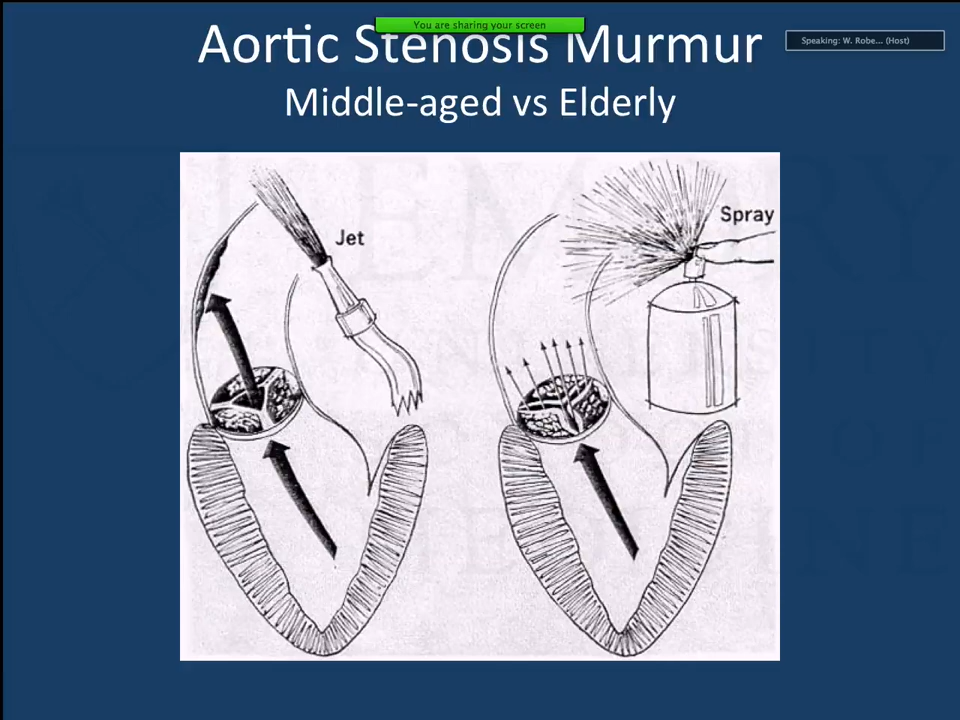 You are sharing your screen
Speaking: W. Robe... (Host)
Aortic Stenosis Murmur
Middle-aged vs Elderly
Jet
Spray